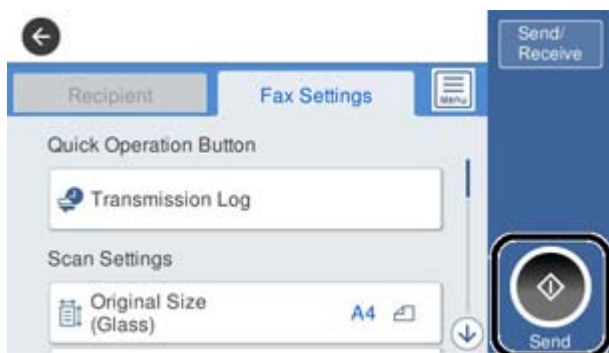 Send/
Receive
Recipient
Fax Settings
Menu
Quick Operation Button
Transmission Log
Scan Settings
Original Size
(Glass)
A4
Send